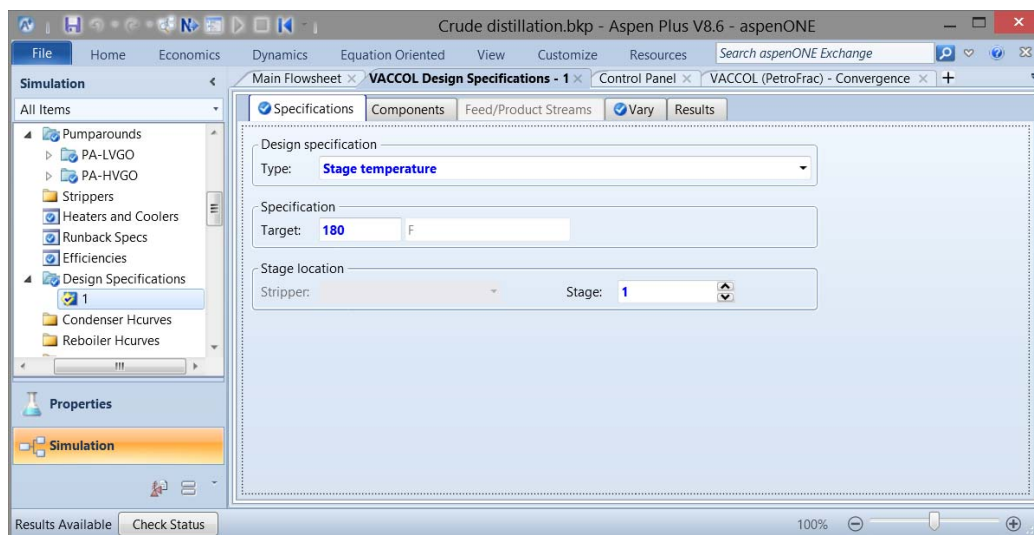 Crude distillation.bkp - Aspen Plus V8.6 - aspenONE
File Home Economics Dynamics Equation Oriented View Customize Resources Search aspenONE Exchange
Simulation Main Flowsheet VACCOL Design Specifications - 1 Control Panel VACCOL (PetroFrac) - Convergence
All Items Specifications Components Feed/Product Streams Vary Results
Pumparounds
PA-LVGO
PA-HVGO
Strippers
Heaters and Coolers
Runback Specs
Efficiencies
Design Specifications
1
Condenser Hcurves
Reboiler Hcurves
Design specification
Type: Stage temperature
Specification
Target: 180 F
Stage location
Stripper: Stage: 1
Properties
Simulation
Results Available Check Status 100%